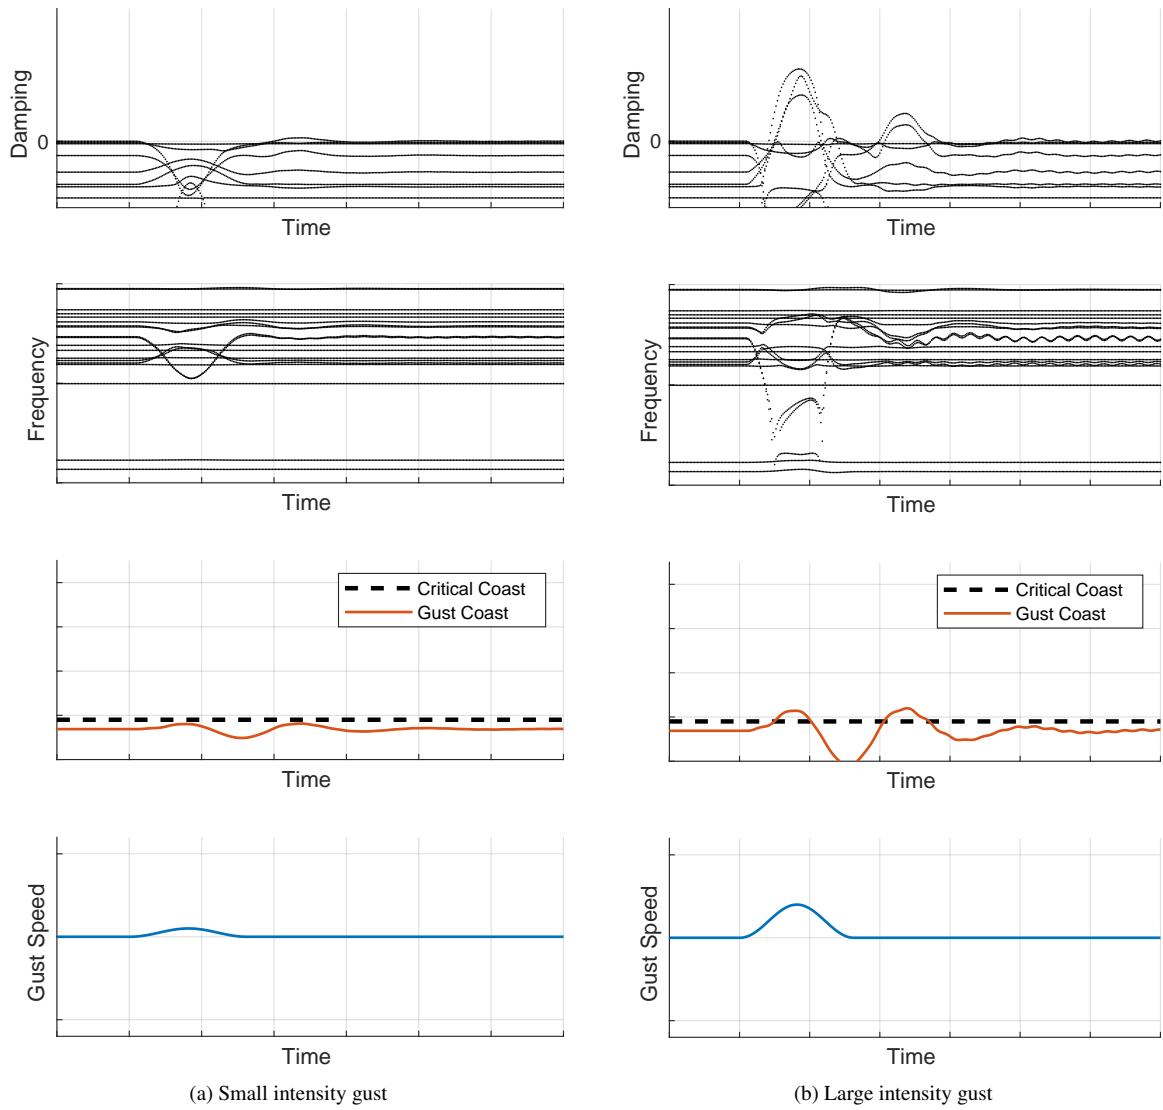 Damping
0
Time
Frequency
Time
Critical Coast
Gust Coast
Time
Gust Speed
Time
(a) Small intensity gust
Damping
0
Time
Frequency
Time
Critical Coast
Gust Coast
Time
Gust Speed
Time
(b) Large intensity gust